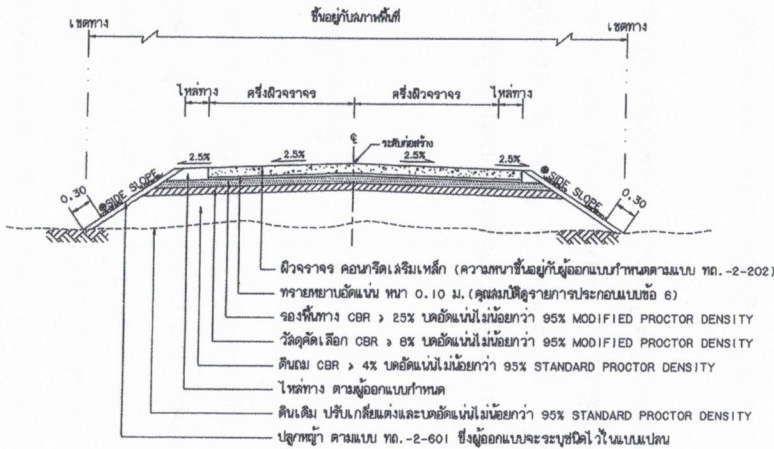 ขึ้นอยู่กับสภาพพื้นที่
เขตทาง
เขตทาง
ไหล่ทาง
ครึ่งผิวจราจร
ครึ่งผิวจราจร
ไหล่ทาง
℄
ระดับก่อสร้าง
2.5%
2.5%
2.5%
2.5%
0.30
SIDE SLOPE
SIDE SLOPE
0.30
ผิวจราจร คอนกรีตเสริมเหล็ก (ความหนาขึ้นอยู่กับผู้ออกแบบกำหนดตามแบบ ทถ.-2-202)
ทรายหยาบอัดแน่น หนา 0.10 ม.(คุณสมบัติดูรายการประกอบแบบข้อ 6)
รองพื้นทาง CBR ≥ 25% บดอัดแน่นไม่น้อยกว่า 95% MODIFIED PROCTOR DENSITY
วัสดุคัดเลือก CBR ≥ 8% บดอัดแน่นไม่น้อยกว่า 95% MODIFIED PROCTOR DENSITY
ดินถม CBR ≥ 4% บดอัดแน่นไม่น้อยกว่า 95% STANDARD PROCTOR DENSITY
ไหล่ทาง ตามผู้ออกแบบกำหนด
ดินเดิม ปรับเกลี่ยแต่งและบดอัดแน่นไม่น้อยกว่า 95% STANDARD PROCTOR DENSITY
ปลูกหญ้า ตามแบบ ทถ.-2-601 ซึ่งผู้ออกแบบจะระบุชนิดไว้ในแบบแปลน